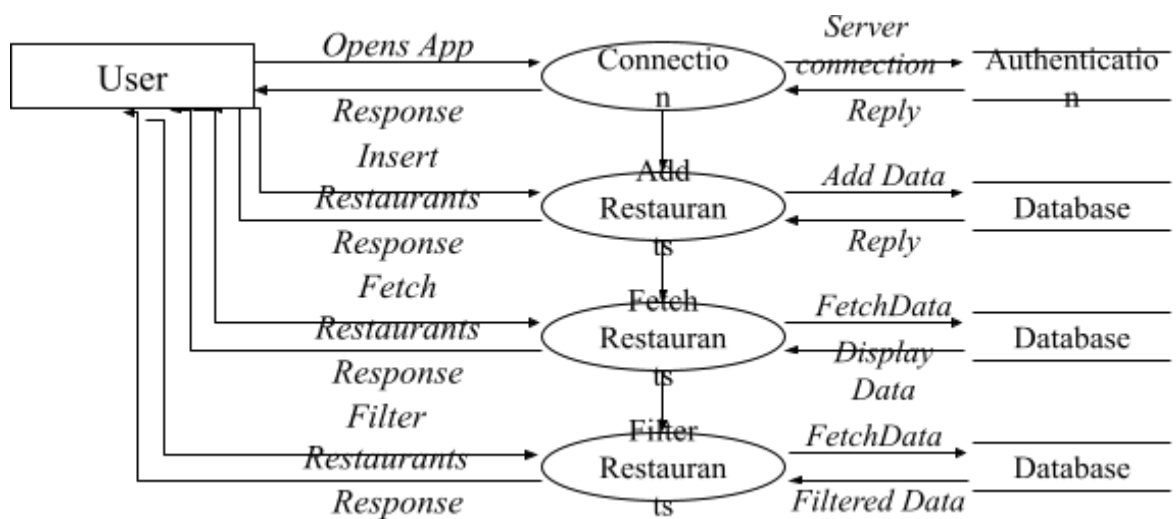 User
Opens App
Response
Connectio
n
Server
connection
Reply
Authenticatio
n
Insert
Restaurants
Response
Add
Restauran
ts
Add Data
Reply
Database
Fetch
Restaurants
Response
Fetch
Restauran
ts
FetchData
Display
Data
Database
Filter
Restaurants
Response
Filter
Restauran
ts
FetchData
Filtered Data
Database